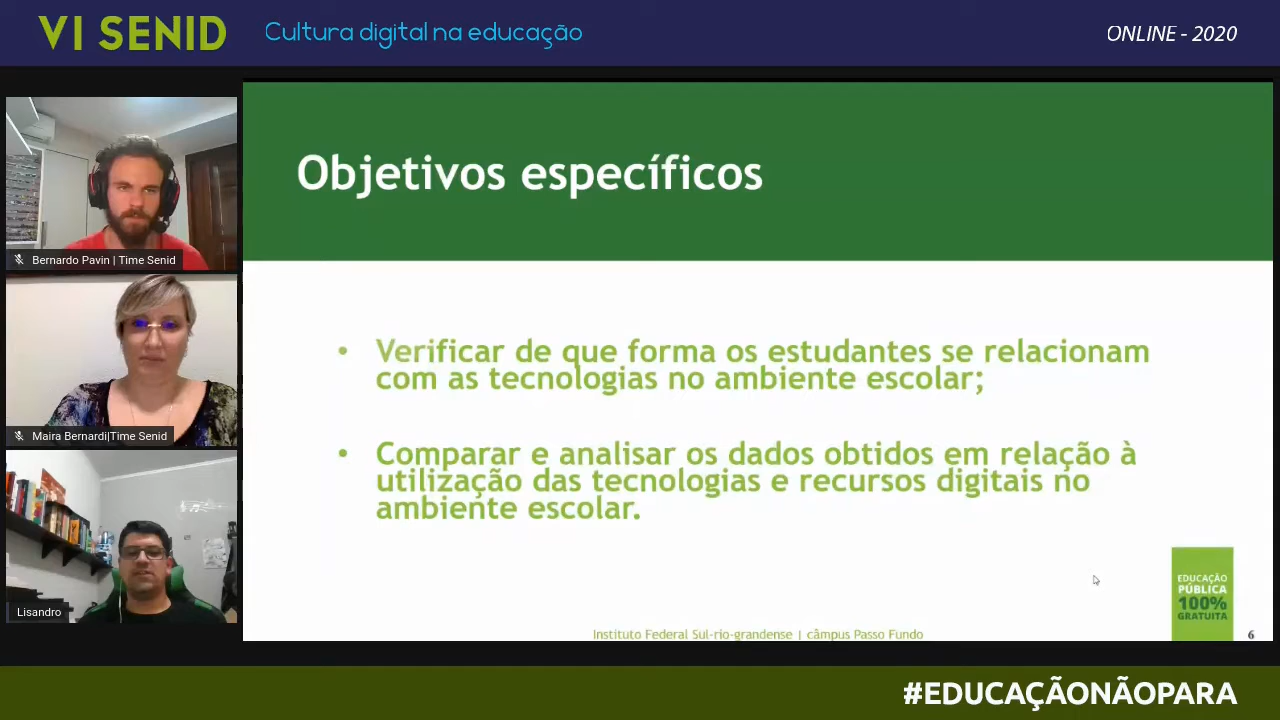 VI SENID
Cultura digital na educação
ONLINE - 2020
Bernardo Pavin | Time Senid
Maira Bernardi|Time Senid
Lisandro
Objetivos específicos
• Verificar de que forma os estudantes se relacionam
com as tecnologias no ambiente escolar;
• Comparar e analisar os dados obtidos em relação à
utilização das tecnologias e recursos digitais no
ambiente escolar.
EDUCAÇÃO
PÚBLICA
100%
GRATUITA
Instituto Federal Sul-rio-grandense | câmpus Passo Fundo
6
#EDUCAÇÃONÃOPARA